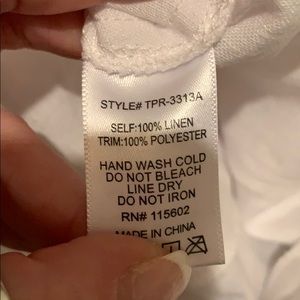 STYLE# TPR-3313A
SELF:100% LINEN
TRIM:100% POLYESTER
HAND WASH COLD
DO NOT BLEACH
LINE DRY
DO NOT IRON
RN# 115602
MADE IN CHINA